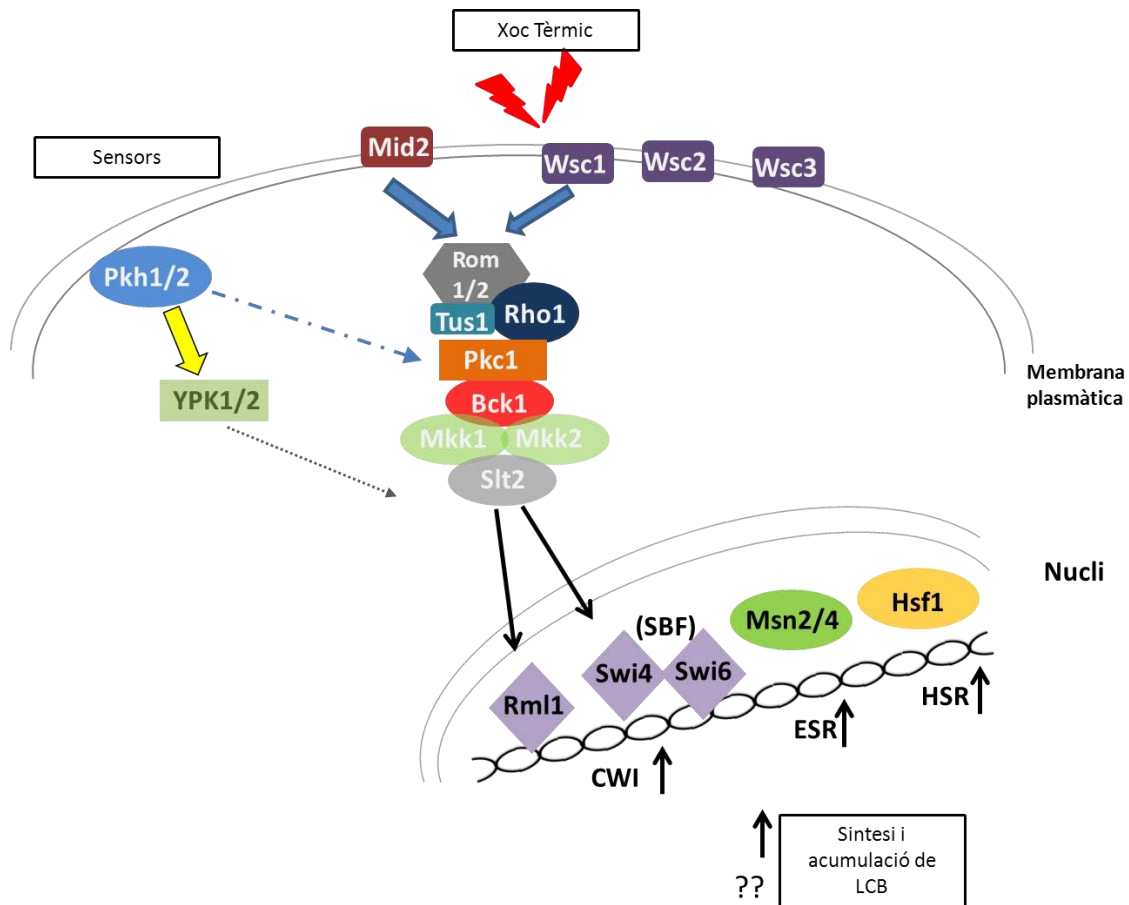 Xoc Tèrmic
Sensors
Mid2
Wsc1
Wsc2
Wsc3
Pkh1/2
Rom
1/2
Tus1
Rho1
Pkc1
YPK1/2
Bck1
Mkk1
Mkk2
Slt2
Membrana
plasmàtica
Nucli
Hsf1
Msn2/4
(SBF)
Swi4
Swi6
Rml1
HSR
ESR
CWI
??
Sintesi i
acumulació de
LCB